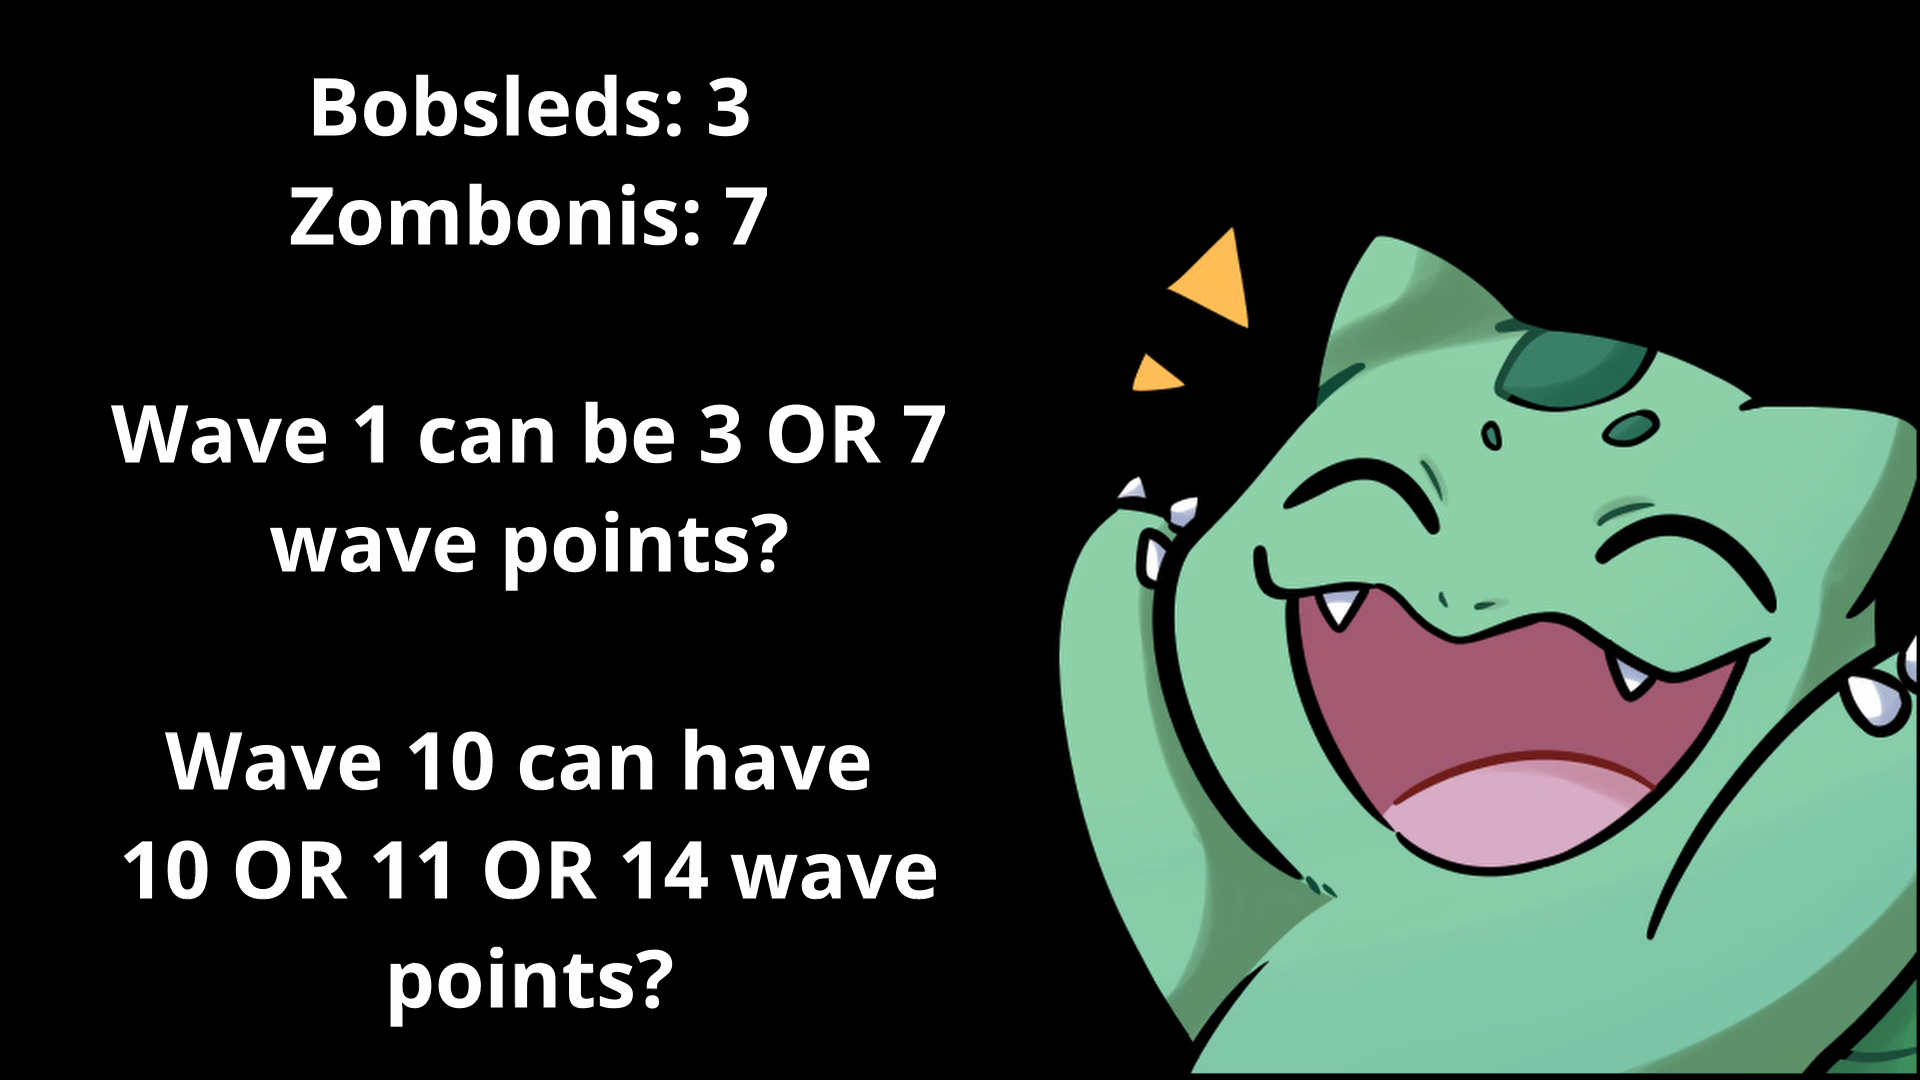 Bobsleds: 3
Zombonis: 7
Wave 1 can be 3 OR 7
wave points?
Wave 10 can have
10 OR 11 OR 14 wave
points?